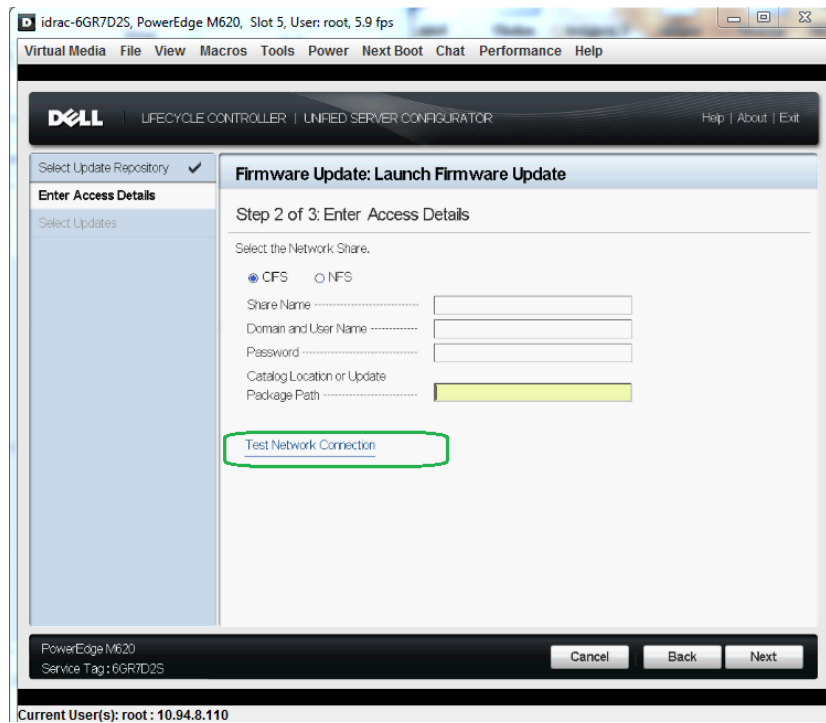 idrac-6GR7D2S, PowerEdge M620, Slot 5, User: root, 5.9 fps
Virtual Media File View Macros Tools Power Next Boot Chat Performance Help
DELL LIFECYCLE CONTROLLER | UNIFIED SERVER CONFIGURATOR Help | About | Exit
Select Update Repository
Enter Access Details
Select Updates
Firmware Update: Launch Firmware Update
Step 2 of 3: Enter Access Details
Select the Network Share.
CIFS NFS
Share Name
Domain and User Name
Password
Catalog Location or Update
Package Path
Test Network Connection
PowerEdge M620
Service Tag: 6GR7D2S
Cancel Back Next
Current User(s): root : 10.94.8.110